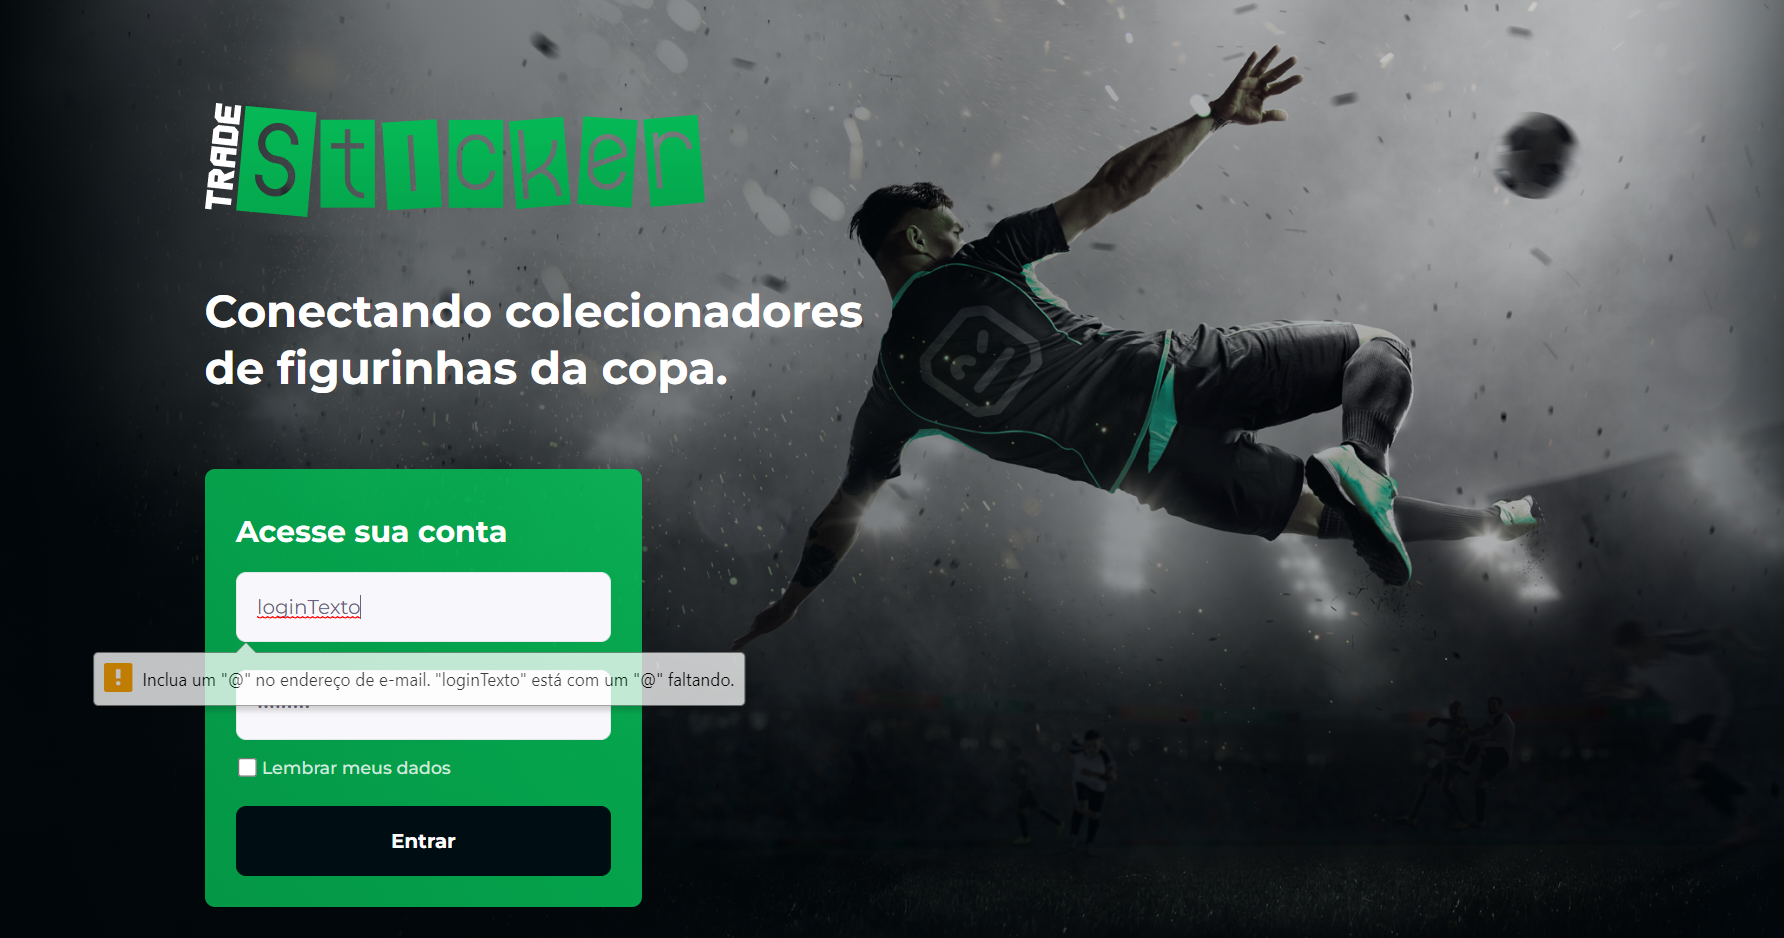 TRADE
Sticker
Conectando colecionadores
de figurinhas da copa.
Acesse sua conta
loginTexto
Inclua um "@" no endereço de e-mail. "loginTexto" está com um "@" faltando.
Lembrar meus dados
Entrar